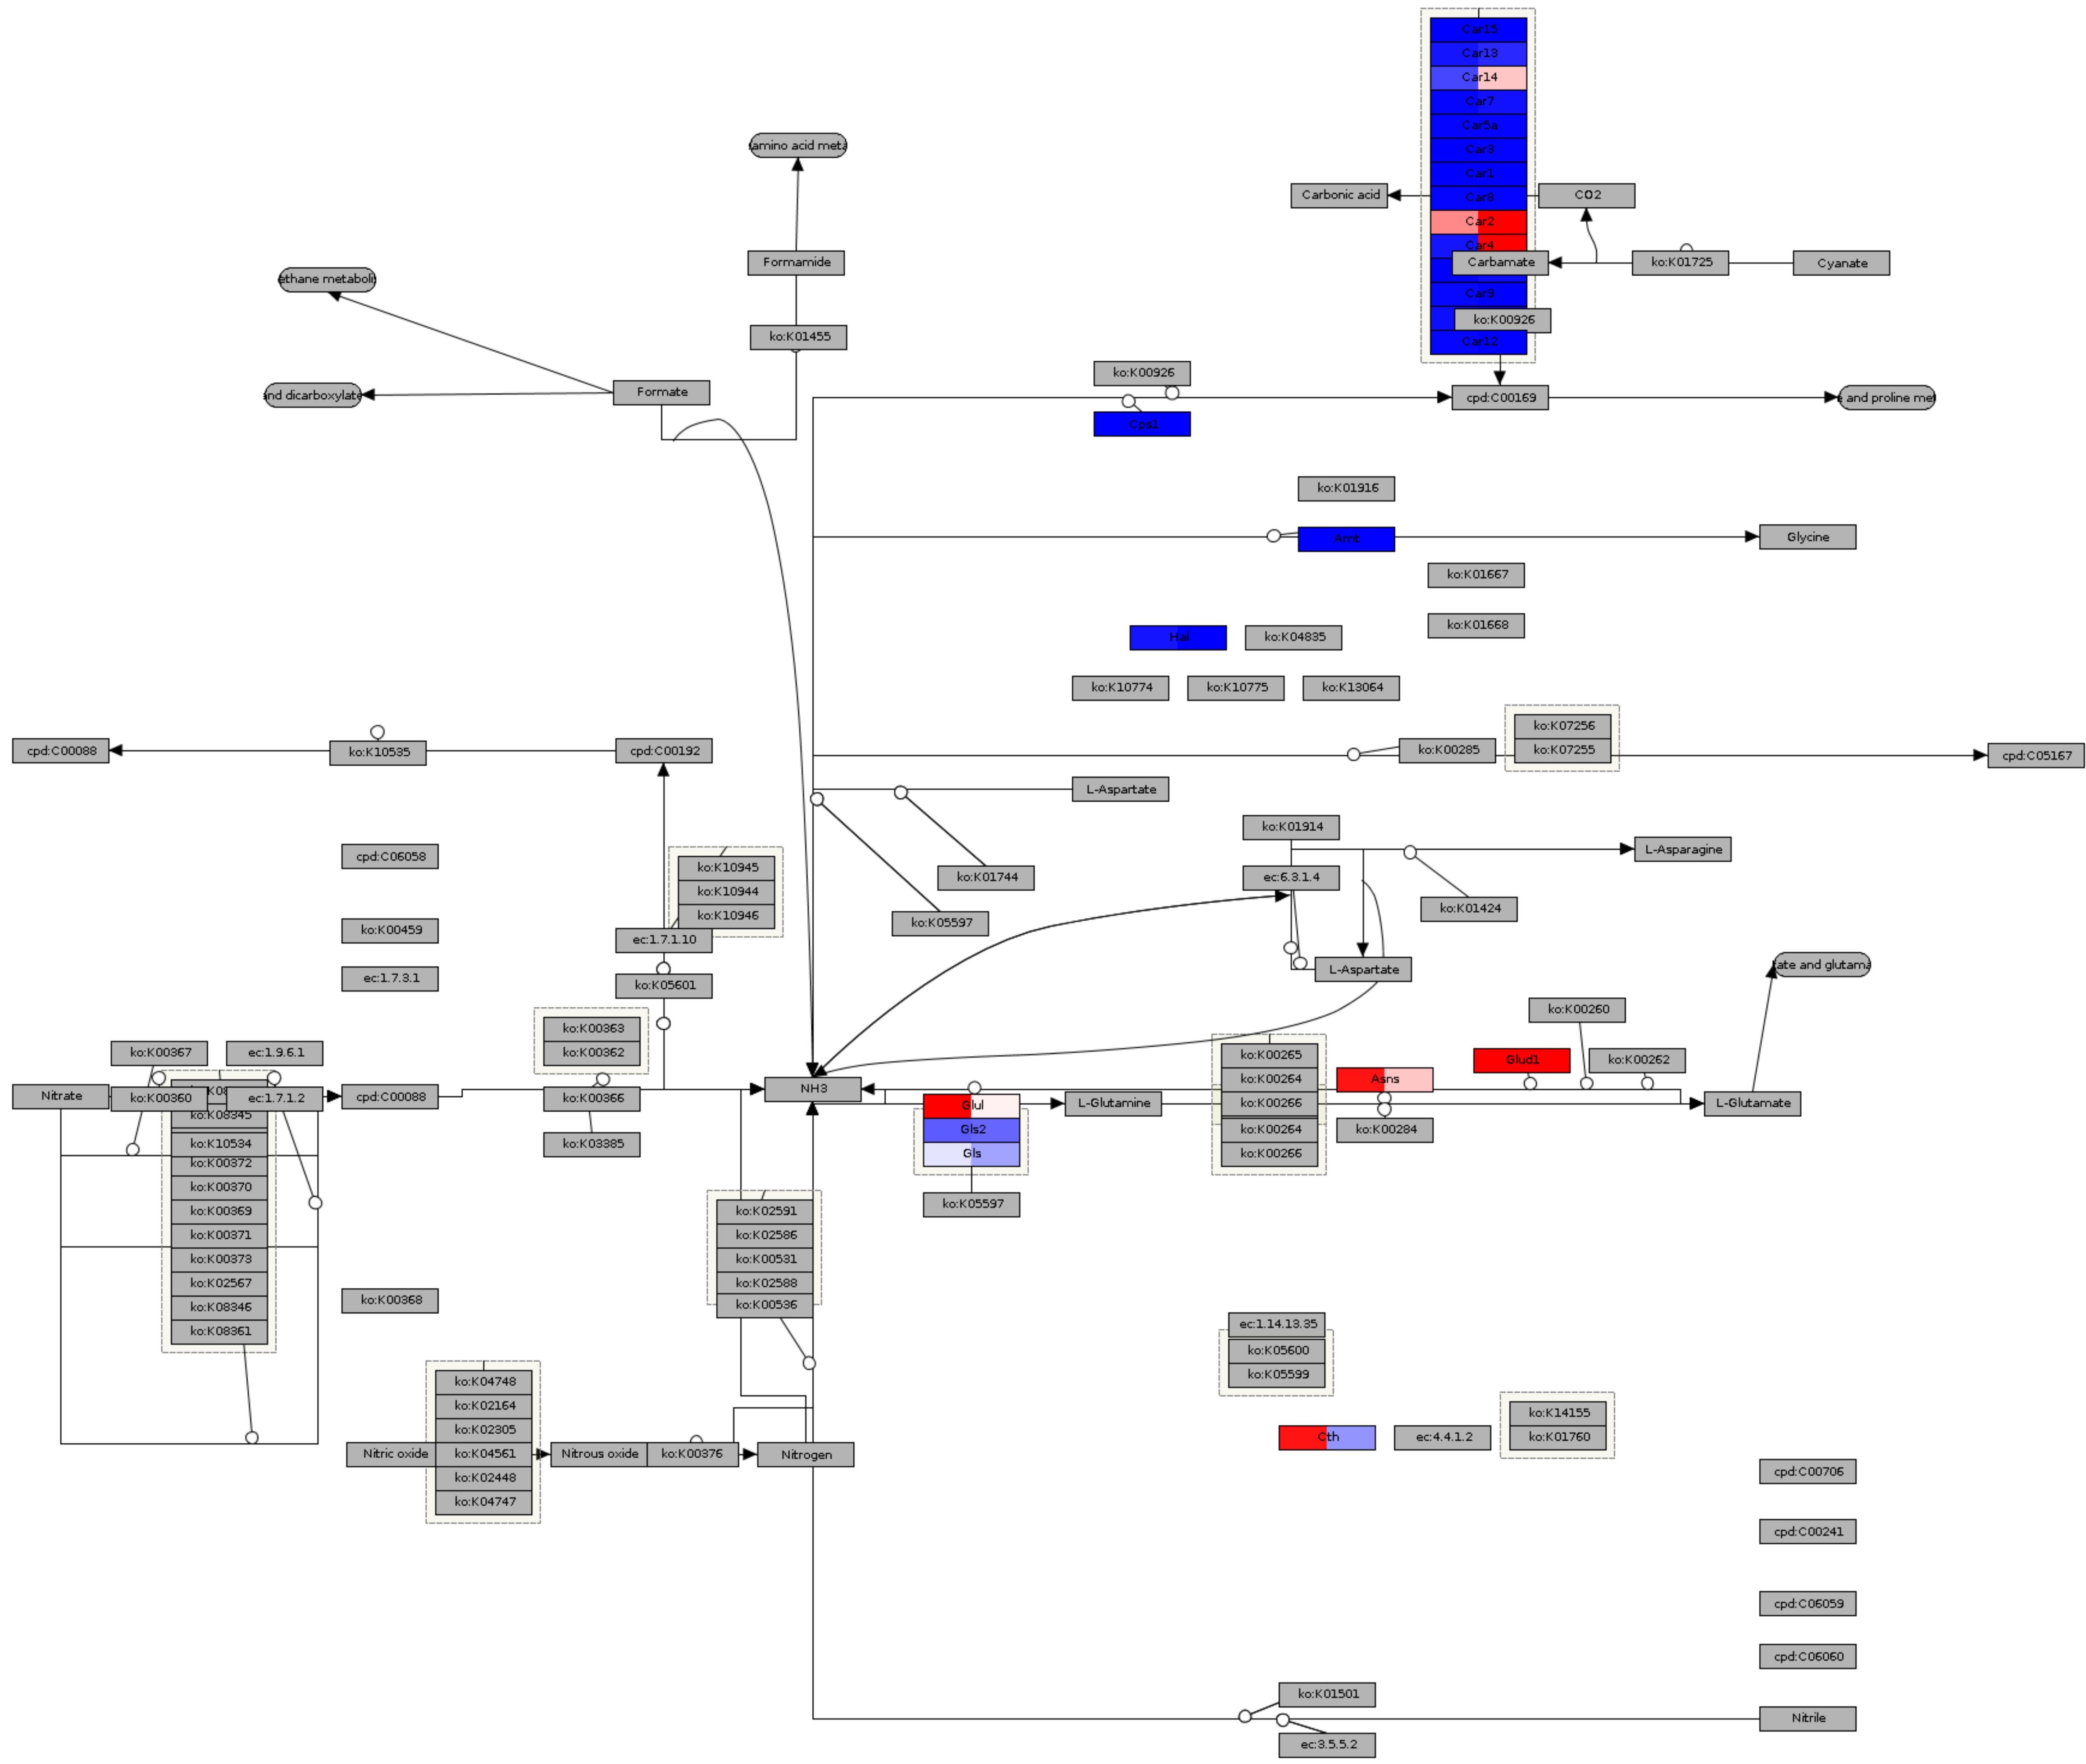 Car15
Car13
Car14
Car7
Car5a
Car3
Car1
Car8
Car2
Car4
Car9
Car12
amino acid meta
Carbonic acid
CO2
Formamide
Carbamate
ko:K01725
Cyanate
ethane metabolis
ko:K00926
ko:K01455
ko:K00926
Formate
nd dicarboxylate
cpd:C00169
e and proline met
Cps1
ko:K01916
Amt
Glycine
ko:K01667
ko:K01668
Hal
ko:K04835
ko:K10774
ko:K10775
ko:K13064
ko:K07256
ko:K07255
cpd:C00088
ko:K10535
cpd:C00192
ko:K00285
cpd:C05167
L-Aspartate
ko:K01914
cpd:C06058
L-Asparagine
ko:K10945
ko:K10944
ko:K10946
ko:K01744
ec:6.3.1.4
ko:K01424
ko:K05597
ko:K00459
ec:1.7.1.10
ec:1.7.3.1
ko:K05601
L-Aspartate
ate and glutama
ko:K00260
ko:K00363
ko:K00362
ko:K00367
ec:1.9.6.1
ko:K00265
ko:K00264
ko:K00266
ko:K00264
ko:K00266
Glud1
ko:K00262
Asns
Nitrate
ko:K00360
ko:K08
ec:1.7.1.2
cpd:C00088
ko:K00366
NH3
Glul
Gls2
Gls
L-Glutamine
L-Glutamate
ko:K00284
ko:K08345
ko:K10534
ko:K00372
ko:K00370
ko:K00369
ko:K00371
ko:K00373
ko:K02567
ko:K08346
ko:K08361
ko:K03385
ko:K05597
ko:K02591
ko:K02586
ko:K00531
ko:K02588
ko:K00536
ko:K00368
ec:1.14.13.35
ko:K05600
ko:K05599
ko:K04748
ko:K02164
ko:K02305
ko:K04561
ko:K02448
ko:K04747
Nitric oxide
Nitrous oxide
ko:K00376
Nitrogen
Cth
ec:4.4.1.2
ko:K14155
ko:K01760
cpd:C00706
cpd:C00241
cpd:C06059
cpd:C06060
ko:K01501
Nitrile
ec:3.5.5.2